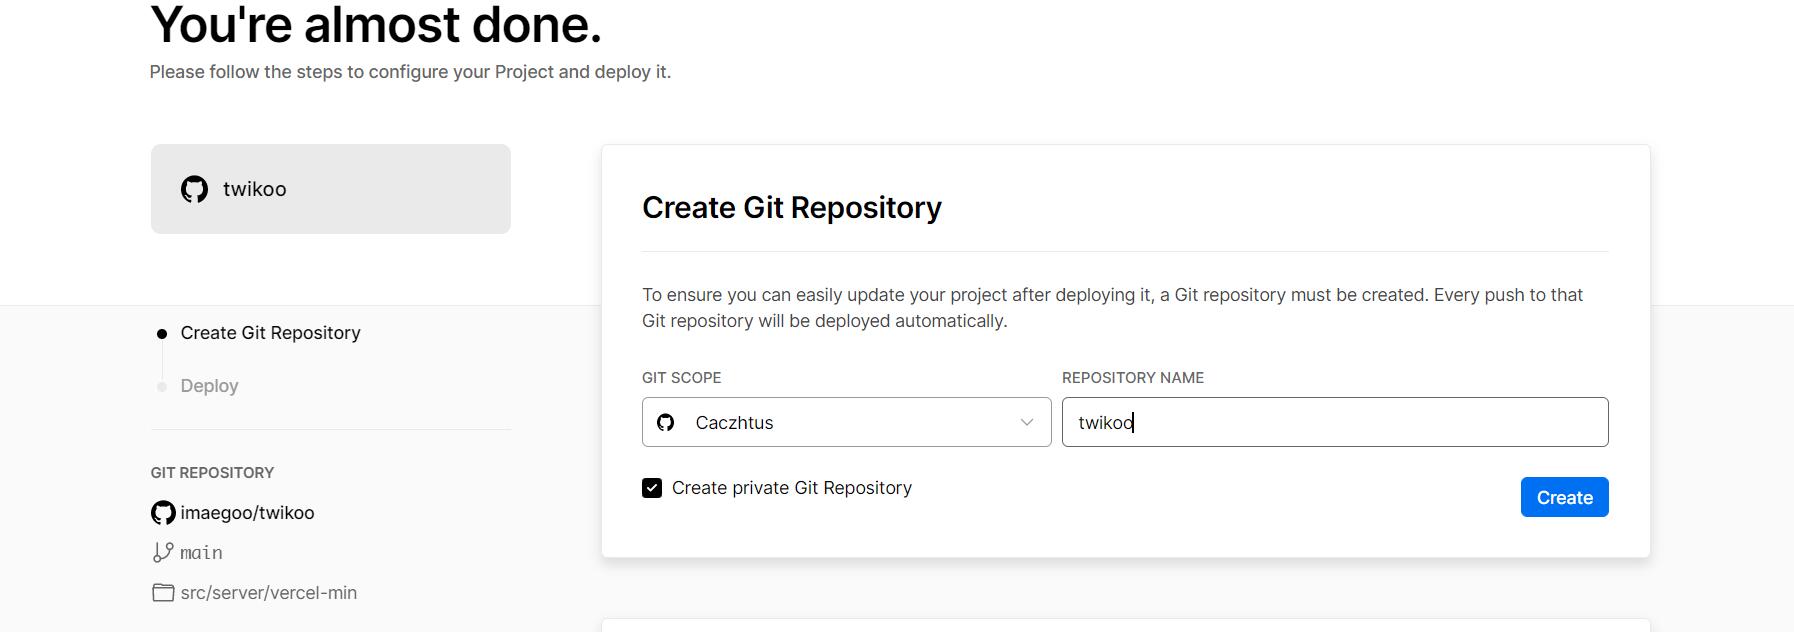 You're almost done.
Please follow the steps to configure your Project and deploy it.
twikoo
Create Git Repository
Deploy
GIT REPOSITORY
imaegoo/twikoo
main
src/server/vercel-min
Create Git Repository
To ensure you can easily update your project after deploying it, a Git repository must be created. Every push to that
Git repository will be deployed automatically.
GIT SCOPE
Caczhtus
REPOSITORY NAME
twikoo
Create private Git Repository
Create